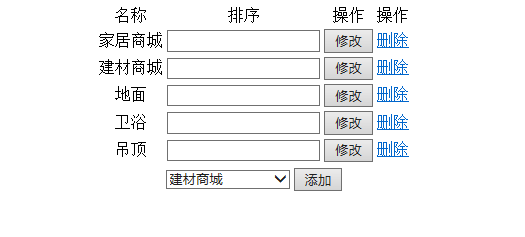 名称 排序 操作 操作
家居商城 修改 删除
建材商城 修改 删除
地面 修改 删除
卫浴 修改 删除
吊顶 修改 删除
建材商城 添加